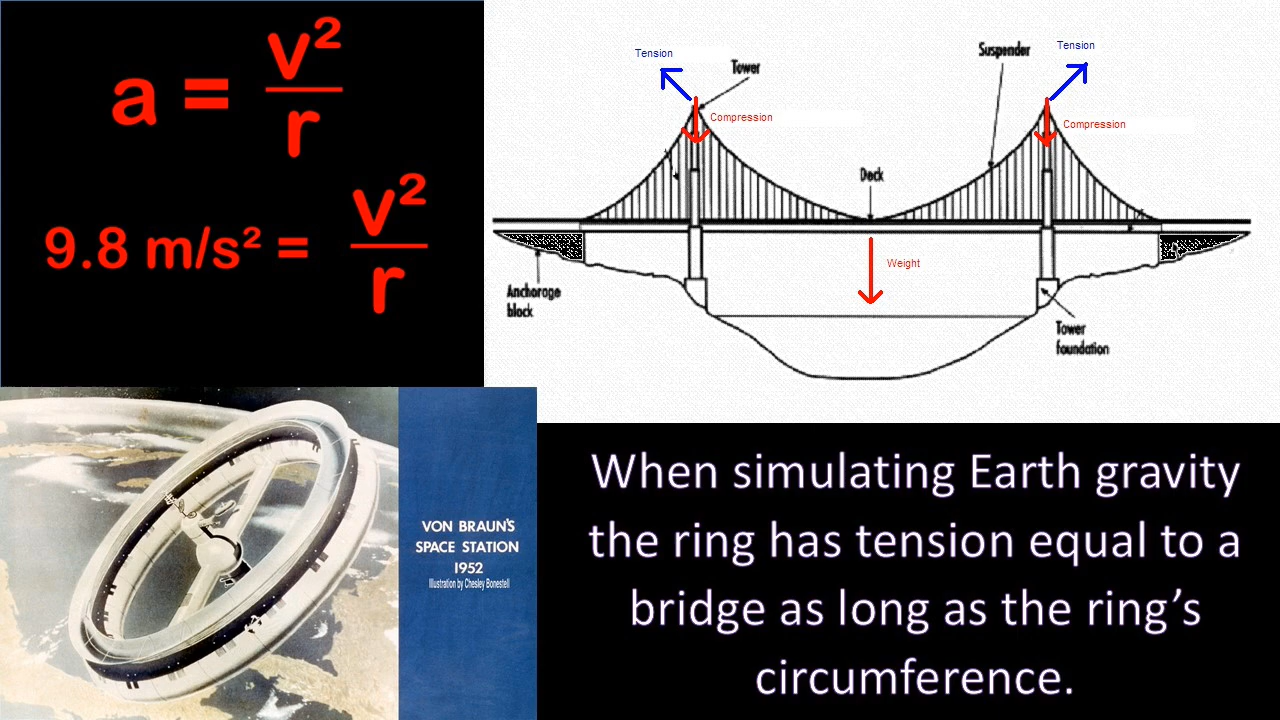 a = v²
r
9.8 m/s² = v²
r
Tension
Tower
Compression
Suspender
Tension
Compression
Deck
Weight
Anchorage
block
Tower
foundation
VON BRAUN'S
SPACE STATION
1952
Illustration by Chesley Bonestell
When simulating Earth gravity
the ring has tension equal to a
bridge as long as the ring's
circumference.